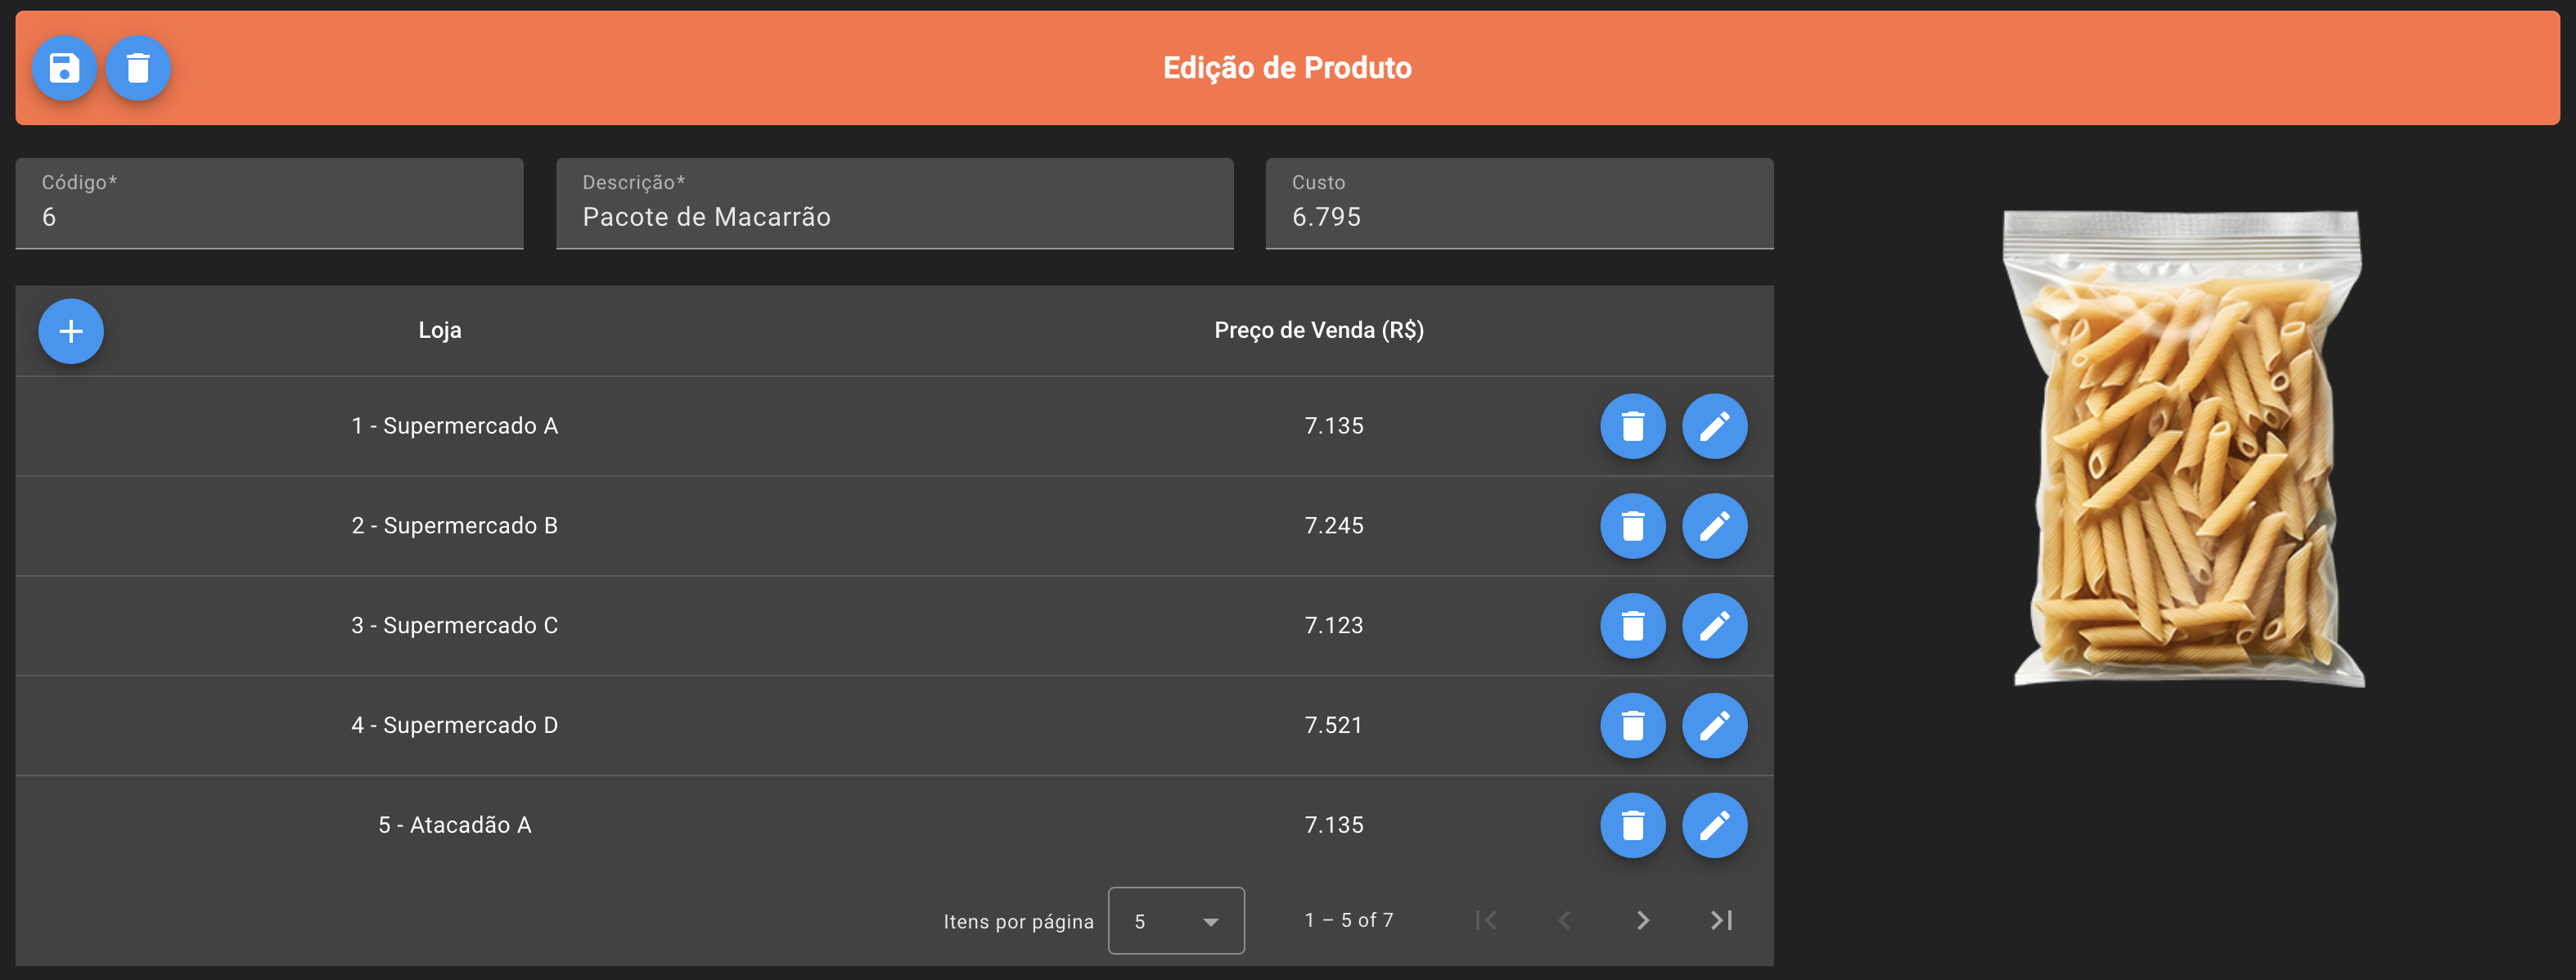 Edição de Produto
Código*
6
Descrição*
Pacote de Macarrão
Custo
6.795
Loja
Preço de Venda (R$)
1 - Supermercado A
7.135
2 - Supermercado B
7.245
3 - Supermercado C
7.123
4 - Supermercado D
7.521
5 - Atacadão A
7.135
Itens por página
5
1 – 5 of 7